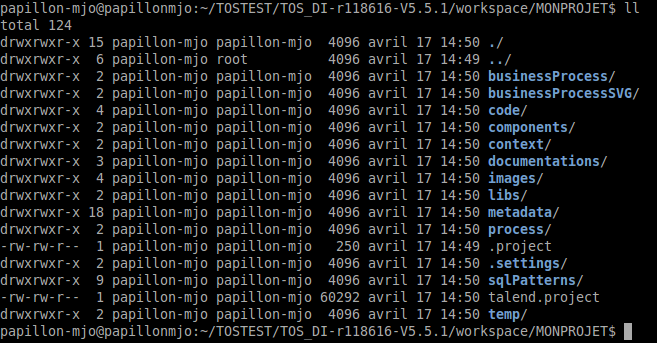 papillon-mjo@papillonmjo:~/TOSTEST/TOS_DI-r118616-V5.5.1/workspace/MONPROJET$ ll
total 124
drwxrwxr-x 15 papillon-mjo papillon-mjo  4096 avril 17 14:50 ./
drwxrwxr-x  6 papillon-mjo root          4096 avril 17 14:49 ../
drwxrwxr-x  2 papillon-mjo papillon-mjo  4096 avril 17 14:50 businessProcess/
drwxrwxr-x  2 papillon-mjo papillon-mjo  4096 avril 17 14:50 businessProcessSVG/
drwxrwxr-x  4 papillon-mjo papillon-mjo  4096 avril 17 14:50 code/
drwxrwxr-x  2 papillon-mjo papillon-mjo  4096 avril 17 14:50 components/
drwxrwxr-x  2 papillon-mjo papillon-mjo  4096 avril 17 14:50 context/
drwxrwxr-x  3 papillon-mjo papillon-mjo  4096 avril 17 14:50 documentations/
drwxrwxr-x  4 papillon-mjo papillon-mjo  4096 avril 17 14:50 images/
drwxrwxr-x  2 papillon-mjo papillon-mjo  4096 avril 17 14:50 libs/
drwxrwxr-x 18 papillon-mjo papillon-mjo  4096 avril 17 14:50 metadata/
drwxrwxr-x  2 papillon-mjo papillon-mjo  4096 avril 17 14:50 process/
-rw-rw-r--  1 papillon-mjo papillon-mjo   250 avril 17 14:49 .project
drwxrwxr-x  2 papillon-mjo papillon-mjo  4096 avril 17 14:50 .settings/
drwxrwxr-x  9 papillon-mjo papillon-mjo  4096 avril 17 14:50 sqlPatterns/
-rw-rw-r--  1 papillon-mjo papillon-mjo 60292 avril 17 14:50 talend.project
drwxrwxr-x  2 papillon-mjo papillon-mjo  4096 avril 17 14:50 temp/
papillon-mjo@papillonmjo:~/TOSTEST/TOS_DI-r118616-V5.5.1/workspace/MONPROJET$